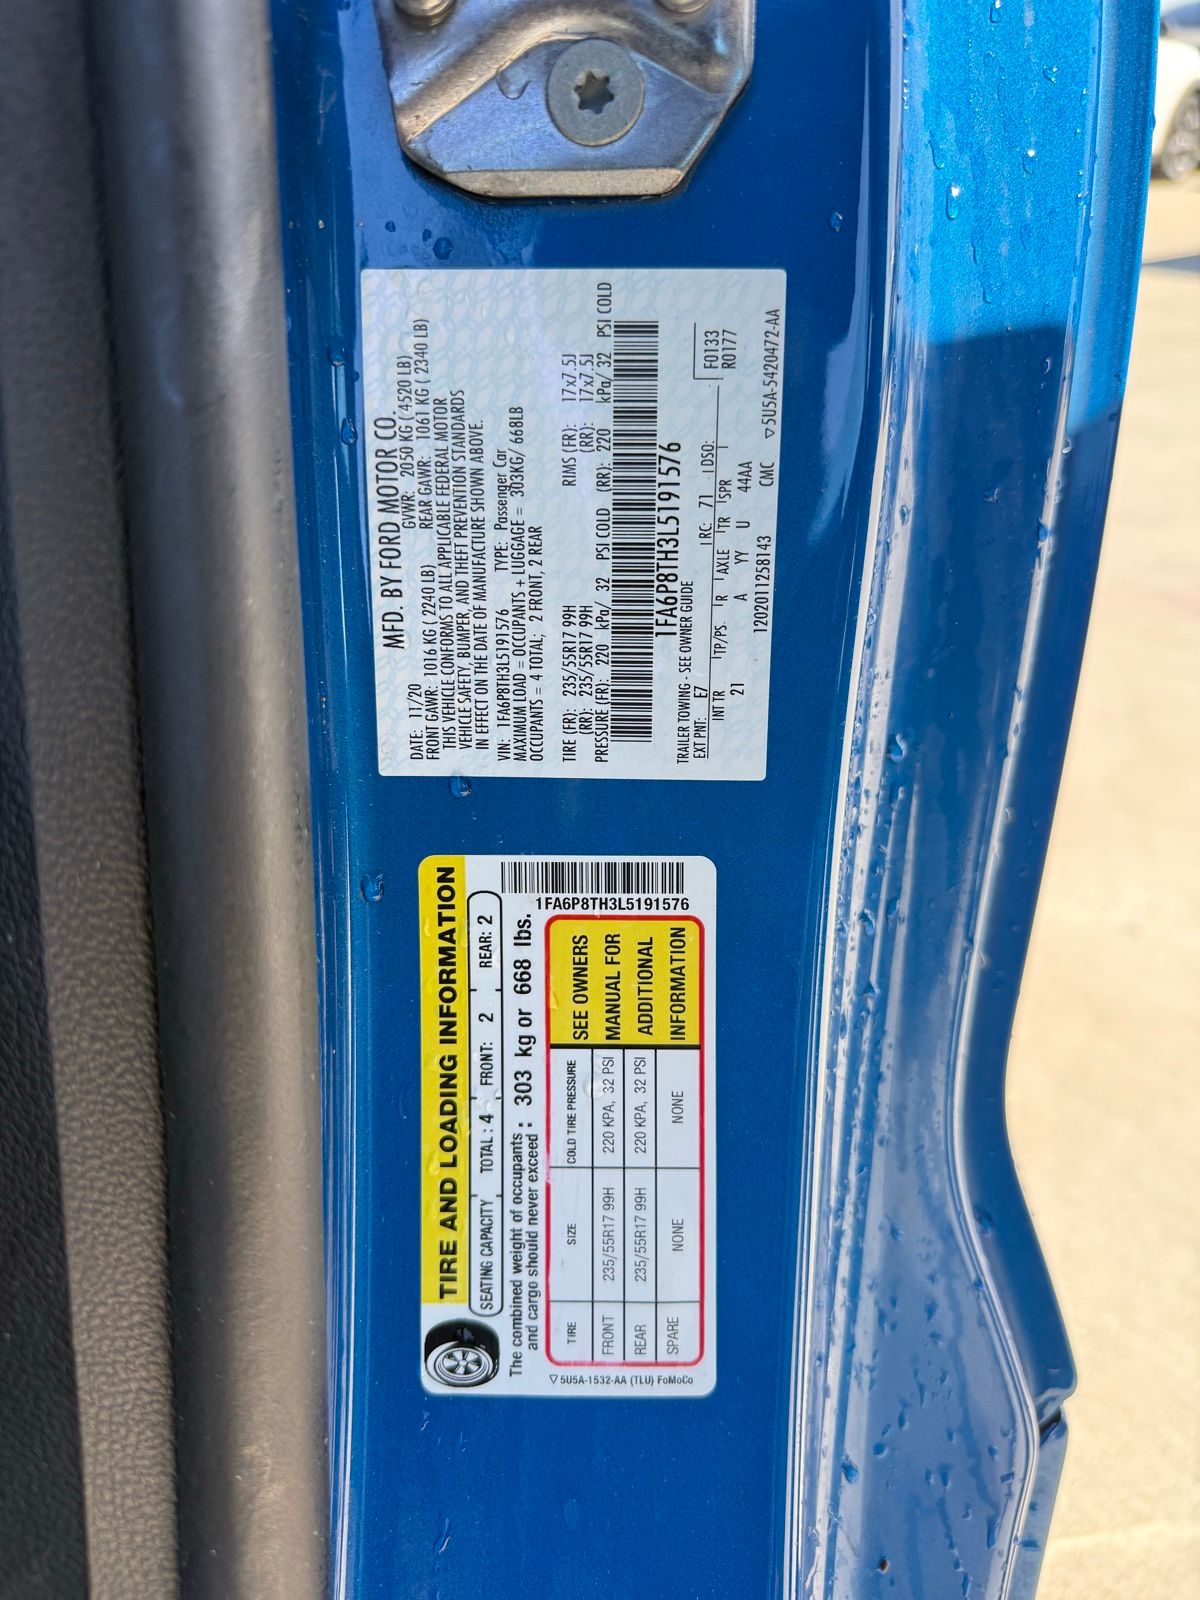 MFD. BY FORD MOTOR CO.
DATE: 11/20 GVWR: 2050 KG ( 4520 LB)
FRONT GAWR: 1016 KG ( 2240 LB) REAR GAWR: 1061 KG ( 2340 LB)
THIS VEHICLE CONFORMS TO ALL APPLICABLE FEDERAL MOTOR
VEHICLE SAFETY, BUMPER, AND THEFT PREVENTION STANDARDS
IN EFFECT ON THE DATE OF MANUFACTURE SHOWN ABOVE.
VIN: 1FA6P8TH3L5191576 TYPE: Passenger Car
MAXIMUM LOAD = OCCUPANTS + LUGGAGE = 303KG/ 668LB
OCCUPANTS = 4 TOTAL; 2 FRONT, 2 REAR
TIRE (FR): 235/55R17 99H RIMS (FR): 17x7.5J
(RR): 235/55R17 99H (RR): 17x7.5J
PRESSURE (FR): 220 kPa/ 32 PSI COLD (RR): 220 kPa/ 32 PSI COLD
1FA6P8TH3L5191576
TRAILER TOWING - SEE OWNER GUIDE
EXT PNT: E7 RC: 71 DSO: F0133
INT TR TP/PS R AXLE TR SPR R0177
21 A YY U 44AA
1202011258143 CMC ▽5U5A-5420472-AA
TIRE AND LOADING INFORMATION
SEATING CAPACITY TOTAL : 4 FRONT: 2 REAR: 2
The combined weight of occupants : 303 kg or 668 lbs.
and cargo should never exceed :
1FA6P8TH3L5191576
TIRE SIZE COLD TIRE PRESSURE
FRONT 235/55R17 99H 220 KPA, 32 PSI
REAR 235/55R17 99H 220 KPA, 32 PSI
SPARE NONE NONE
SEE OWNERS
MANUAL FOR
ADDITIONAL
INFORMATION
▽5U5A-1532-AA (TLU) FoMoCo